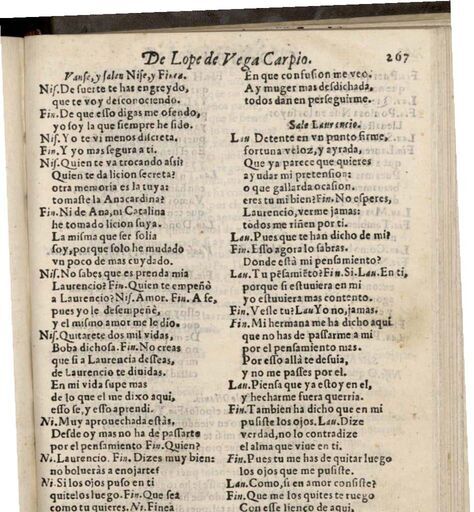 De Lope de Vega Carpio. 267
Vanse, y salen Nise, y Finea.
Nis. De suerte te has engreydo,
que te voy desconociendo.
Fin. De que esso digas me ofendo,
yo soy la que siempre he sido.
Nis. Yo te vi menos discreta.
Fin. Y yo mas segura a ti.
Nis. Quien te va trocando assi?
Quien te da licion secreta?
otra memoria es la tuya:
tomaste la Anacardina?
Fin. Ni de Ana, ni Catalina
he tomado licion suya.
La misma que solia
soy, porque solo he mudado
vn poco de mas cuydado.
Nis. No sabes que es prenda mia
Laurencio? Fin. Quien te empeñò
a Laurencio? Nis. Amor. Fin. A fe,
pues yo le desempeñè,
y el mismo amor me le dio.
Nis. Quitarete dos mil vidas,
Boba dichosa. Fin. No creas
que si a Laurencia desseas,
de Laurencio te diuidas.
En mi vida supe mas
de lo que el me dixo aqui,
esso se, y esso aprendi.
Ni. Muy aprouechada estàs,
Desde oy mas no ha de passarte
por el pensamiento Fin. Quien?
Ni. Laurencio. Fin. Dizes muy bien
no boluerà s a enojarte
Ni. Si los ojos puso en ti
quitelos luego. Fin. Que sea
como tu quieres. Ni. Finea
En que confusion me veo.
Ay muger mas desdichada,
todos dan en perseguirme.
Sale Laurencio.
Lau Detente en vn punto firme,
fortuna veloz, y ayrada,
Que ya parece que quieres
ayudar mi pretension:
o que gallarda ocasion.
eres tu mi bien? Fin. No esperes,
Laurencio, verme jamas:
todos me riñen por ti.
Lau. Pues que te han dicho de mi?
Fin. Esso agora lo sabras.
Donde està mi pensamiento?
Lau. Tu pẽsamiẽto? Fin. Si. Lau. En ti,
porque si estuuiera en mi
yo estuuiera mas contento.
Fin. Vesle tu? Lau Yo no, jamas.
Fin. Mi hermana me ha dicho aqui
que no has de passarme a mi
por el pensamiento mas.
Por esso allà te desuia,
y no me passes por el.
Lau. Piensa que ya estoy en el,
y hecharme fuera querria.
Fin. Tambien ha dicho que en mi
pusiste los ojos. Lau. Dize
verdad, no lo contradize
el alma que viue en ti.
Fin. Pues tu me has de quitar luego
los ojos que me pusiste.
Lau. Como, si en amor consiste?
Fin. Que me los quites te ruego
Con esse lienço de aqui,